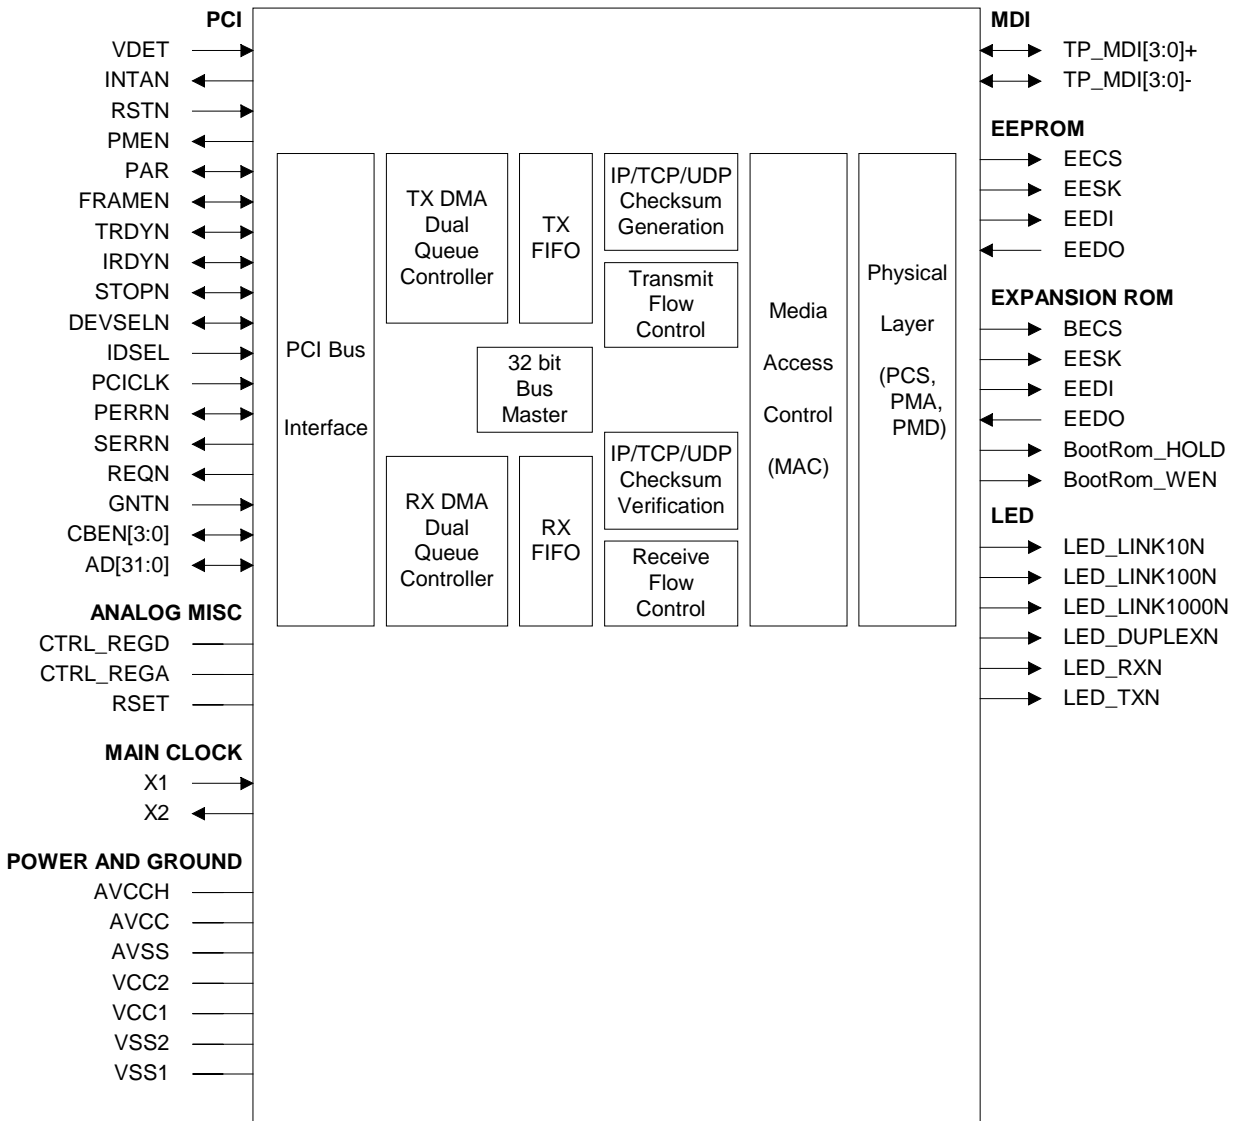 PCI
VDET
INTAN
RSTN
PMEN
PAR
FRAMEN
TRDYN
IRDYN
STOPN
DEVSELN
IDSEL
PCICLK
PERRN
SERRN
REQN
GNTN
CBEN[3:0]
AD[31:0]
ANALOG MISC
CTRL_REGD
CTRL_REGA
RSET
MAIN CLOCK
X1
X2
POWER AND GROUND
AVCCH
AVCC
AVSS
VCC2
VCC1
VSS2
VSS1
PCI Bus
Interface
TX DMA
Dual
Queue
Controller
TX
FIFO
IP/TCP/UDP
Checksum
Generation
Transmit
Flow
Control
32 bit
Bus
Master
RX DMA
Dual
Queue
Controller
RX
FIFO
IP/TCP/UDP
Checksum
Verification
Receive
Flow
Control
Media
Access
Control
(MAC)
Physical
Layer
(PCS,
PMA,
PMD)
MDI
TP_MDI[3:0]+
TP_MDI[3:0]-
EEPROM
EECS
EESK
EEDI
EEDO
EXPANSION ROM
BECS
EESK
EEDI
EEDO
BootRom_HOLD
BootRom_WEN
LED
LED_LINK10N
LED_LINK100N
LED_LINK1000N
LED_DUPLEXN
LED_RXN
LED_TXN